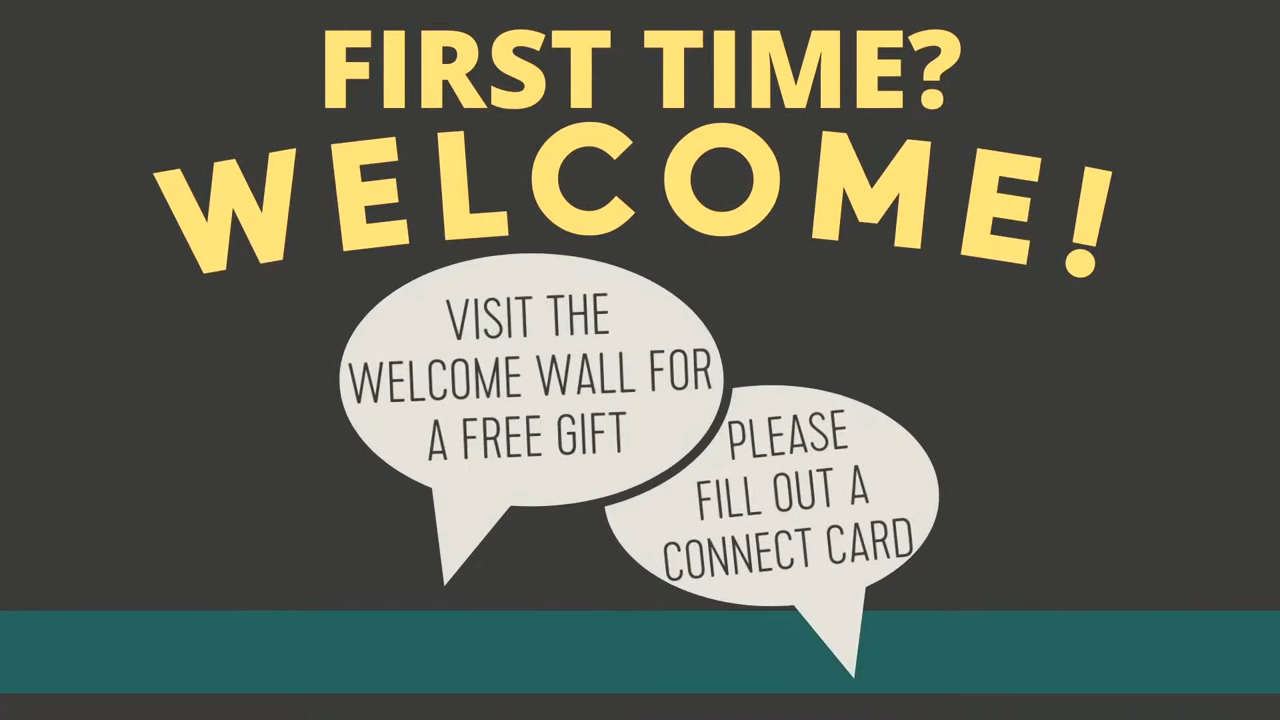 FIRST TIME?
WELCOME!
VISIT THE
WELCOME WALL FOR
A FREE GIFT
PLEASE
FILL OUT A
CONNECT CARD